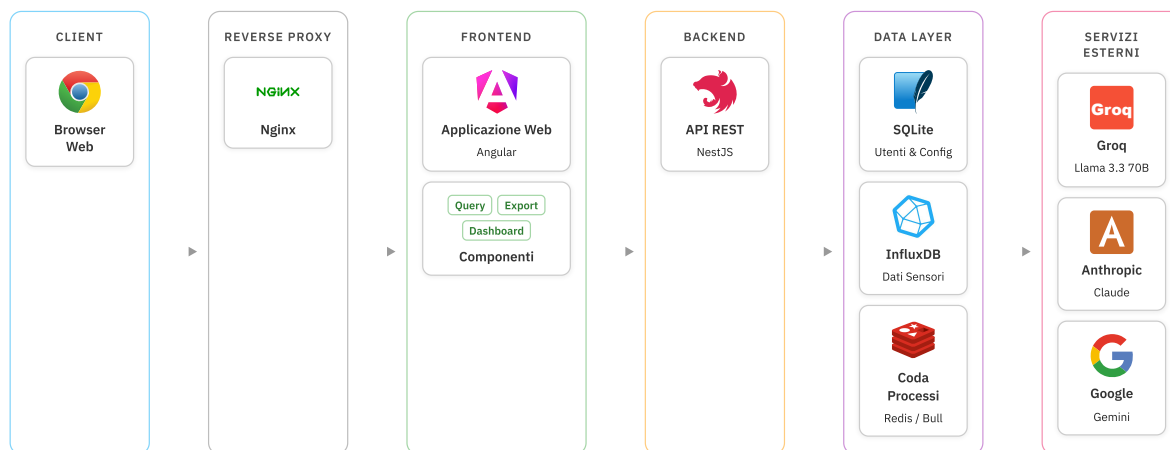 CLIENT
Browser
Web
REVERSE PROXY
NGINX
Nginx
FRONTEND
Applicazione Web
Angular
Query
Export
Dashboard
Componenti
BACKEND
API REST
NestJS
DATA LAYER
SQLite
Utenti & Config
InfluxDB
Dati Sensori
Coda
Processi
Redis / Bull
SERVIZI
ESTERNI
Groq
Groq
Llama 3.3 70B
Anthropic
Claude
Google
Gemini